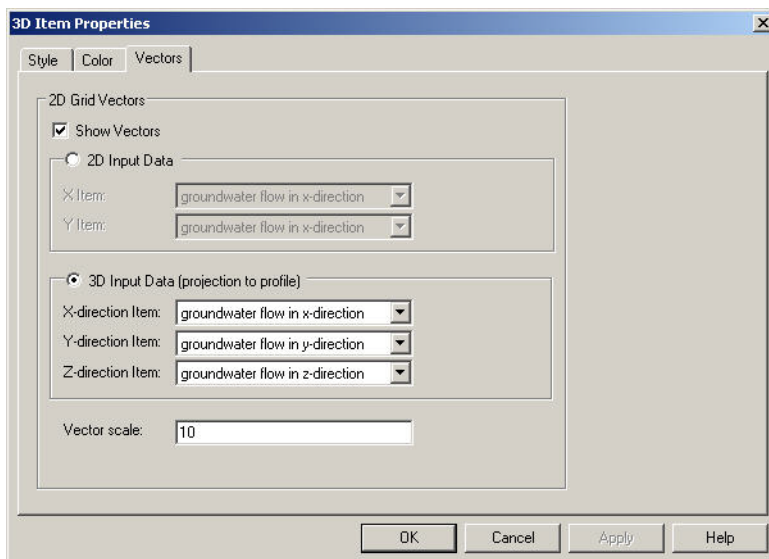 3D Item Properties
Style Color Vectors
2D Grid Vectors
Show Vectors
2D Input Data
X Item: groundwater flow in x-direction
Y Item: groundwater flow in x-direction
3D Input Data (projection to profile)
X-direction Item: groundwater flow in x-direction
Y-direction Item: groundwater flow in y-direction
Z-direction Item: groundwater flow in z-direction
Vector scale: 10
OK Cancel Apply Help